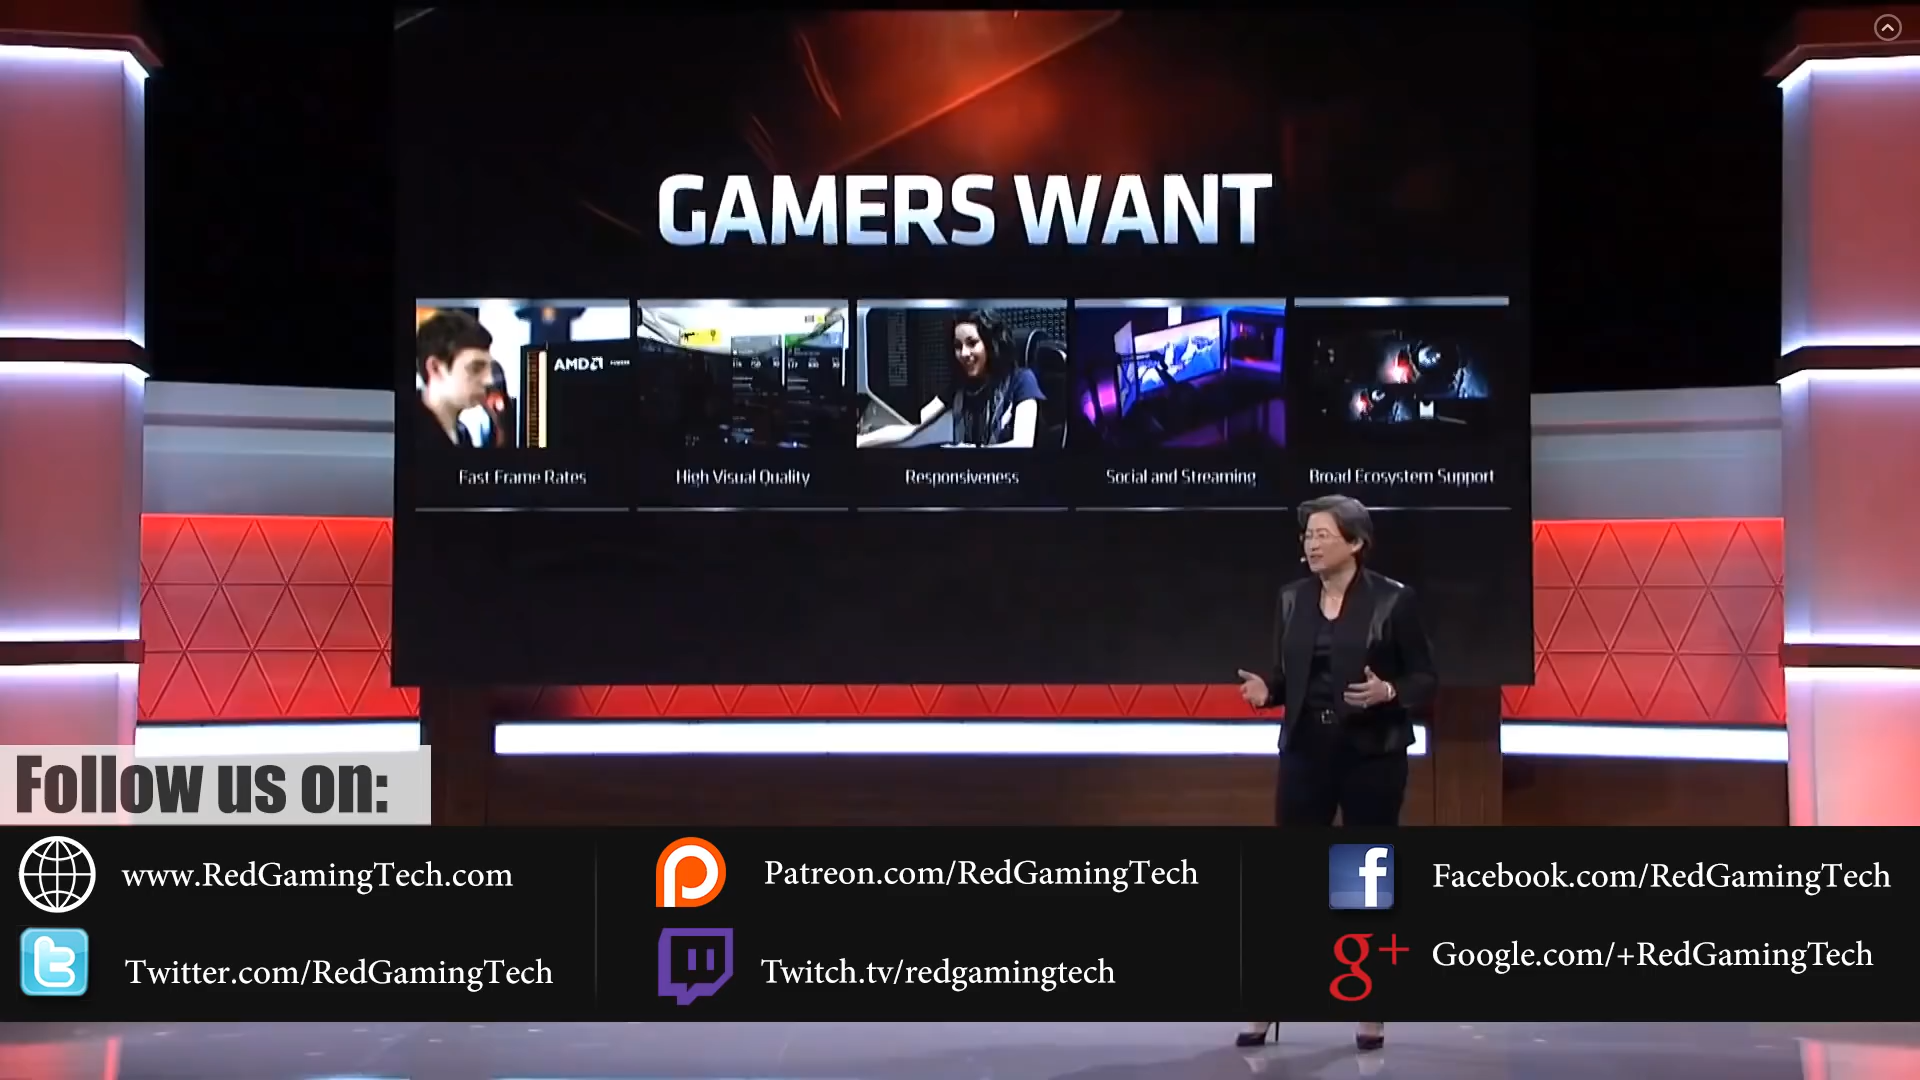 GAMERS WANT
AMD
Fast Frame Rates
High Visual Quality
Responsiveness
Social and Streaming
Broad Ecosystem Support
Follow us on:
www.RedGamingTech.com
Patreon.com/RedGamingTech
Facebook.com/RedGamingTech
Twitter.com/RedGamingTech
Twitch.tv/redgamingtech
Google.com/+RedGamingTech